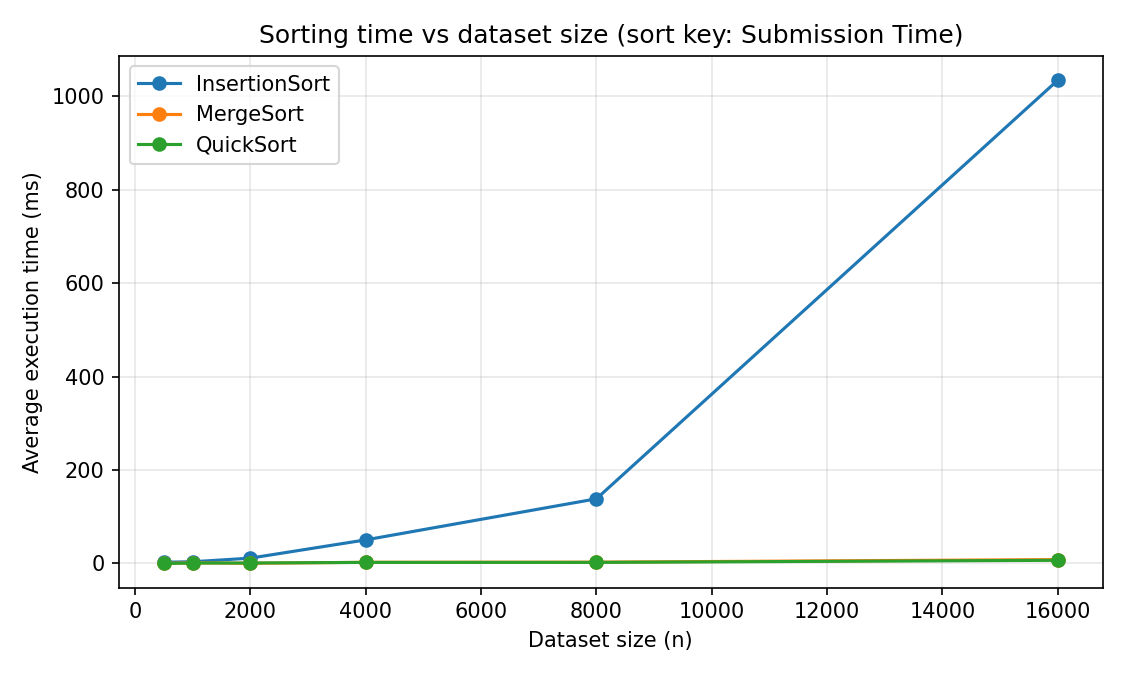 Sorting time vs dataset size (sort key: Submission Time)
InsertionSort
MergeSort
QuickSort
Average execution time (ms)
1000
800
600
400
200
0
0 2000 4000 6000 8000 10000 12000 14000 16000
Dataset size (n)